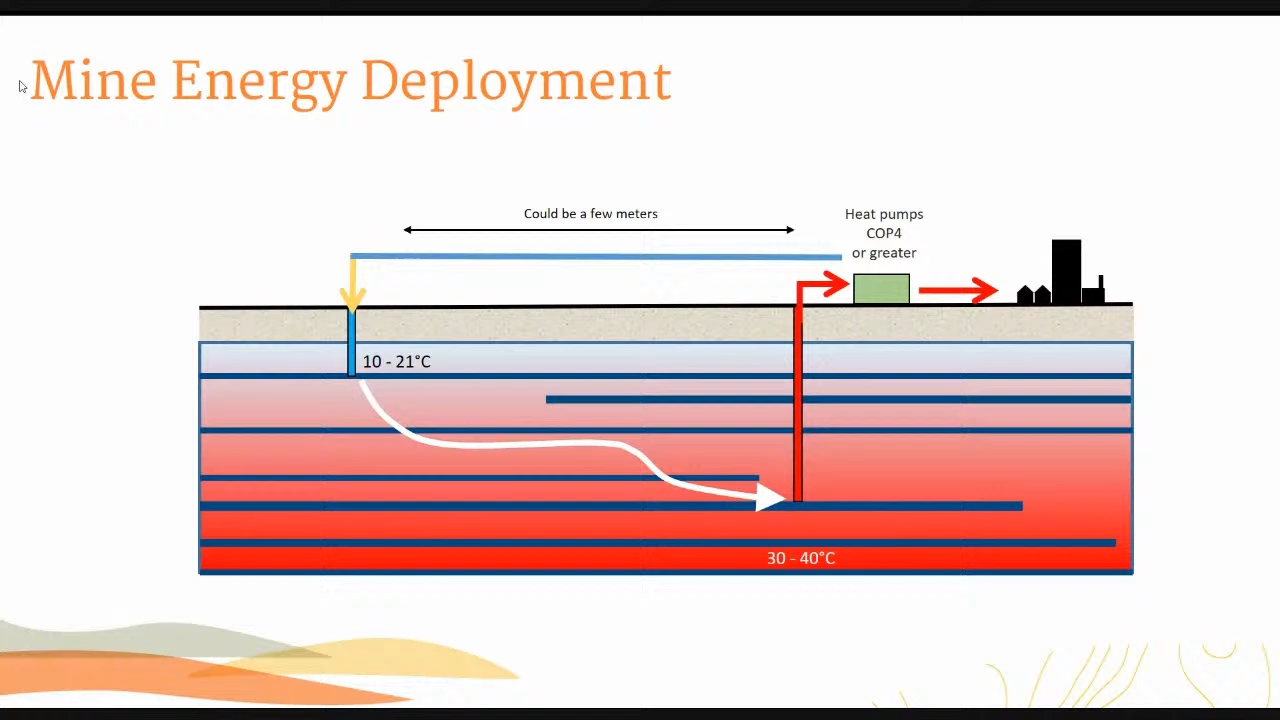 Mine Energy Deployment
Could be a few meters
Heat pumps
COP4
or greater
10 - 21°C
30 - 40°C